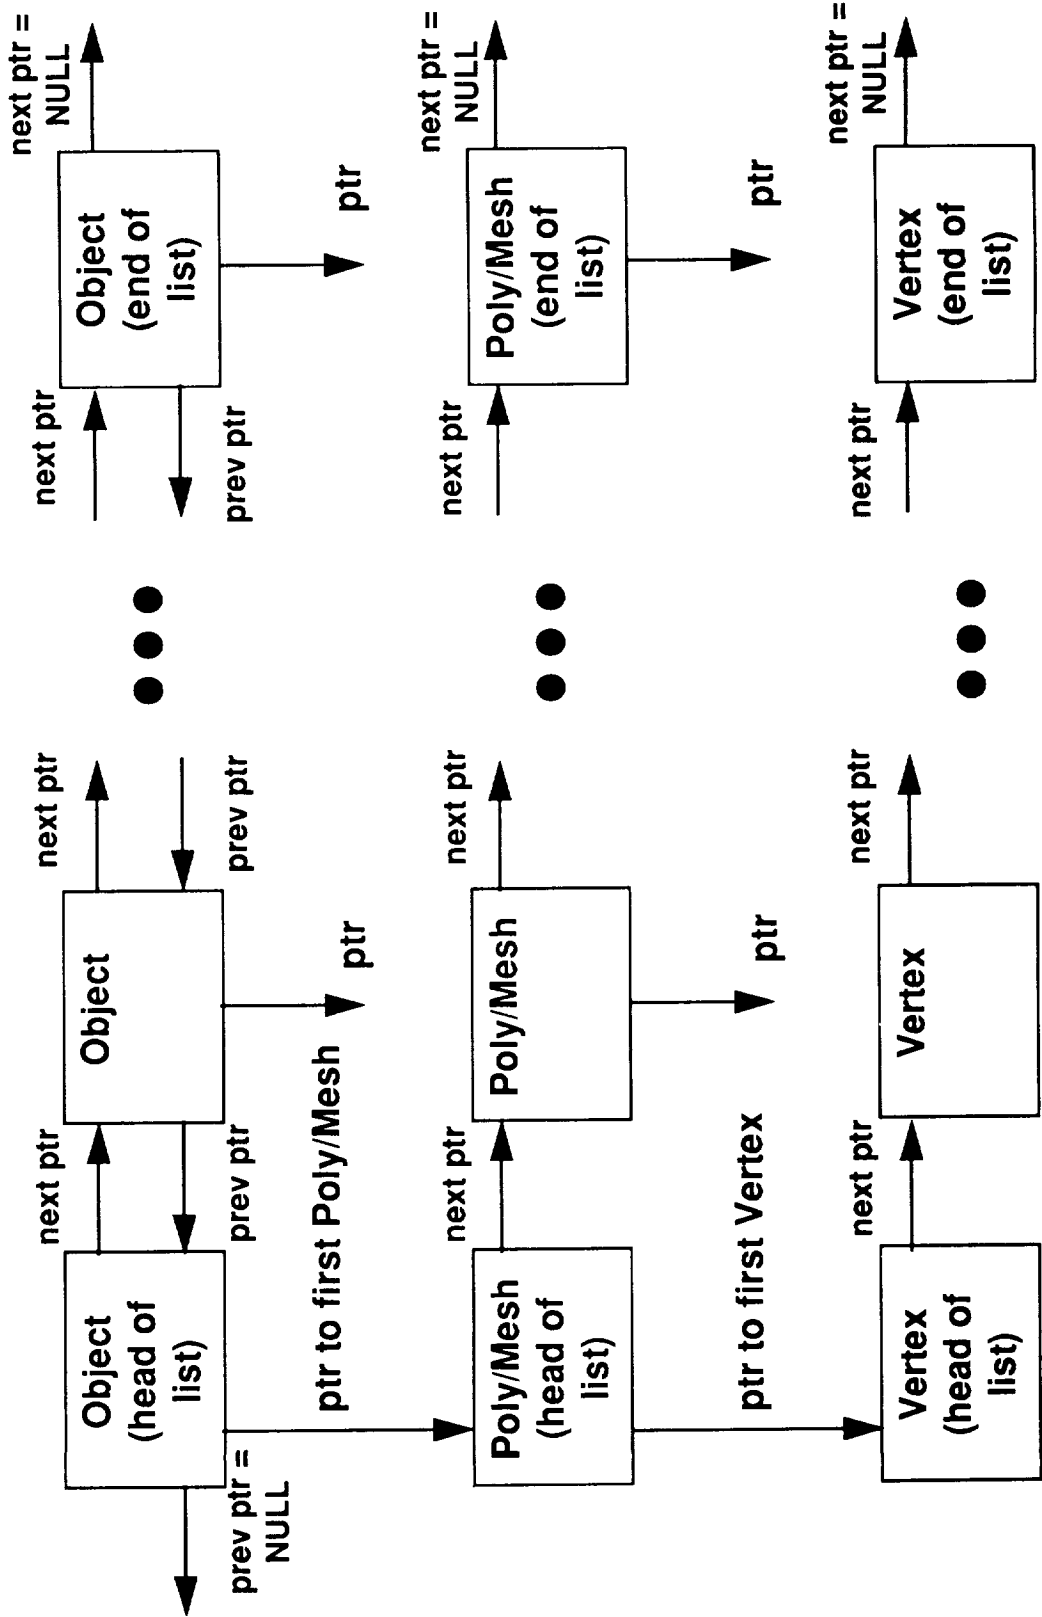 next ptr
next ptr
next ptr
next ptr =
NULL
Object
(head of
list)
Object
Object
(end of
list)
prev ptr =
NULL
prev ptr
prev ptr
prev ptr
ptr to first Poly/Mesh
ptr
ptr
next ptr
next ptr
next ptr
next ptr =
NULL
Poly/Mesh
(head of
list)
Poly/Mesh
Poly/Mesh
(end of
list)
ptr to first Vertex
ptr
ptr
next ptr
next ptr
next ptr
next ptr =
NULL
Vertex
(head of
list)
Vertex
Vertex
(end of
list)